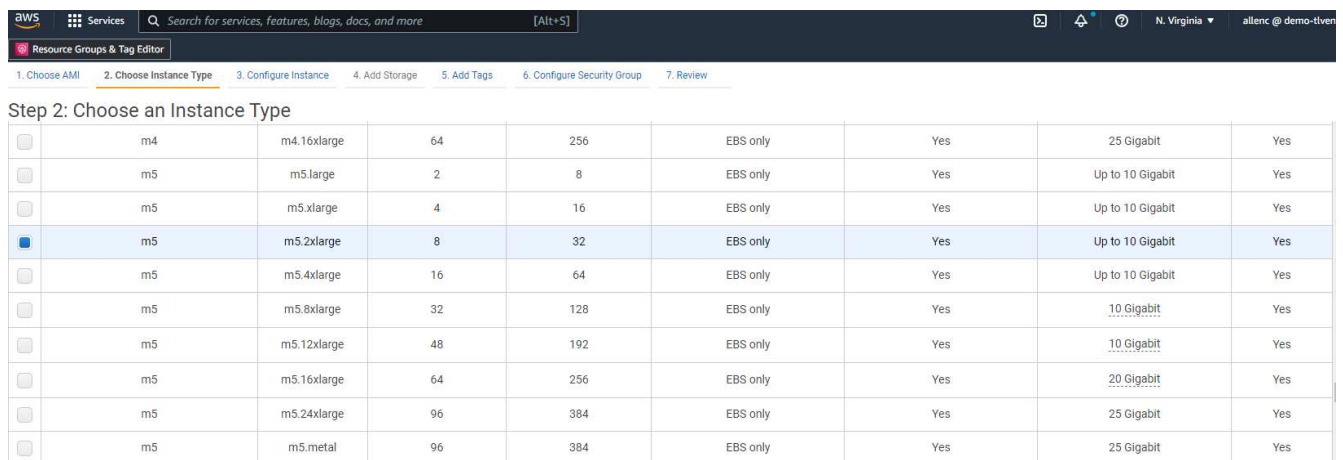 aws Services Search for services, features, blogs, docs, and more [Alt+S] N. Virginia ▼ allenc @ demo-tlven
Resource Groups & Tag Editor
1. Choose AMI 2. Choose Instance Type 3. Configure Instance 4. Add Storage 5. Add Tags 6. Configure Security Group 7. Review
Step 2: Choose an Instance Type
m4 m4.16xlarge 64 256 EBS only Yes 25 Gigabit Yes
m5 m5.large 2 8 EBS only Yes Up to 10 Gigabit Yes
m5 m5.xlarge 4 16 EBS only Yes Up to 10 Gigabit Yes
m5 m5.2xlarge 8 32 EBS only Yes Up to 10 Gigabit Yes
m5 m5.4xlarge 16 64 EBS only Yes Up to 10 Gigabit Yes
m5 m5.8xlarge 32 128 EBS only Yes 10 Gigabit Yes
m5 m5.12xlarge 48 192 EBS only Yes 10 Gigabit Yes
m5 m5.16xlarge 64 256 EBS only Yes 20 Gigabit Yes
m5 m5.24xlarge 96 384 EBS only Yes 25 Gigabit Yes
m5 m5.metal 96 384 EBS only Yes 25 Gigabit Yes